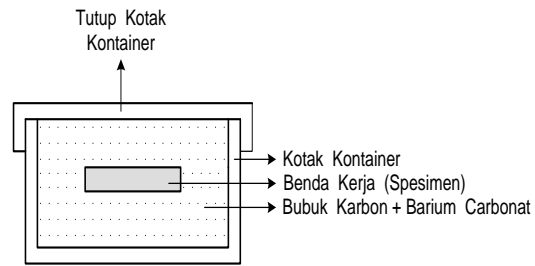 Tutup Kotak
Kontainer
Kotak Kontainer
Benda Kerja (Spesimen)
Bubuk Karbon + Barium Carbonat